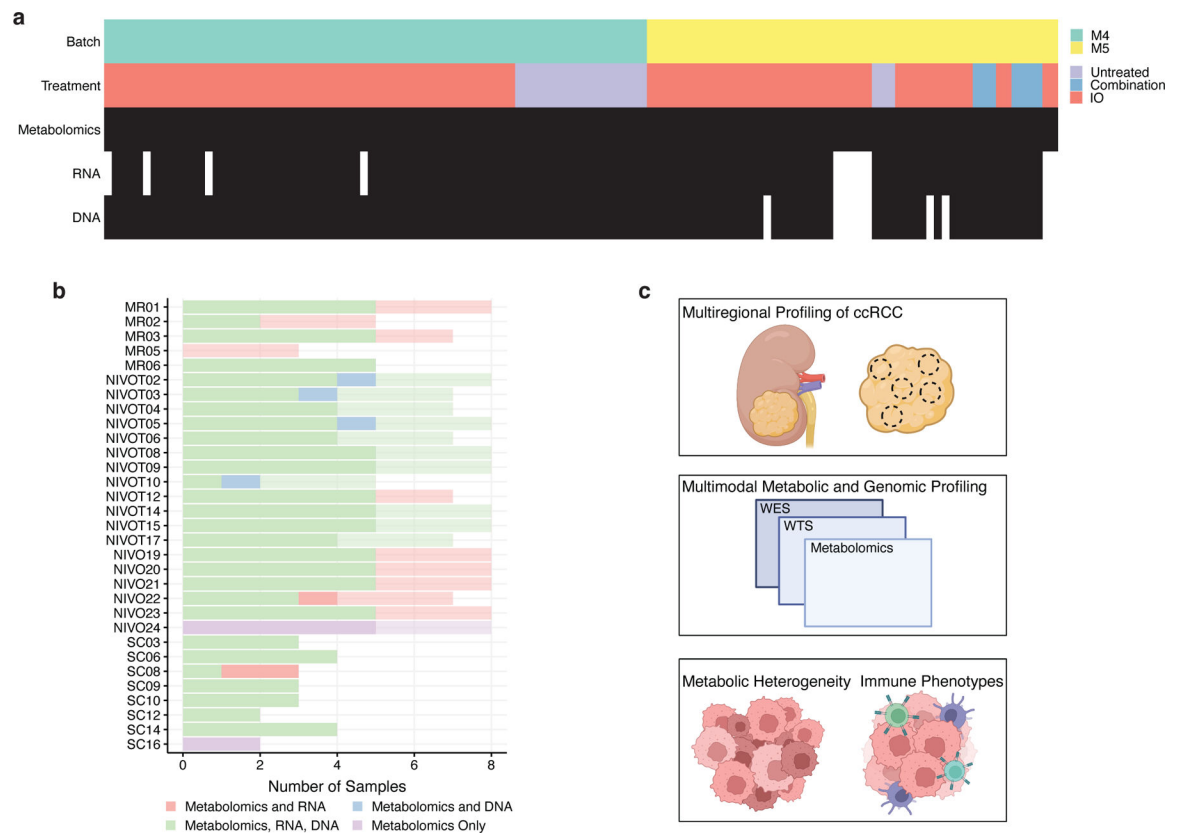 a
Batch
Treatment
Metabolomics
RNA
DNA
M4
M5
Untreated
Combination
IO
b
MR01
MR02
MR03
MR05
MR06
NIVOT02
NIVOT03
NIVOT04
NIVOT05
NIVOT06
NIVOT08
NIVOT09
NIVOT10
NIVOT12
NIVOT14
NIVOT15
NIVOT17
NIVO19
NIVO20
NIVO21
NIVO22
NIVO23
NIVO24
SC03
SC06
SC08
SC09
SC10
SC12
SC14
SC16
0 2 4 6 8
Number of Samples
Metabolomics and RNA
Metabolomics and DNA
Metabolomics, RNA, DNA
Metabolomics Only
c
Multiregional Profiling of ccRCC
Multimodal Metabolic and Genomic Profiling
WES
WTS
Metabolomics
Metabolic Heterogeneity
Immune Phenotypes